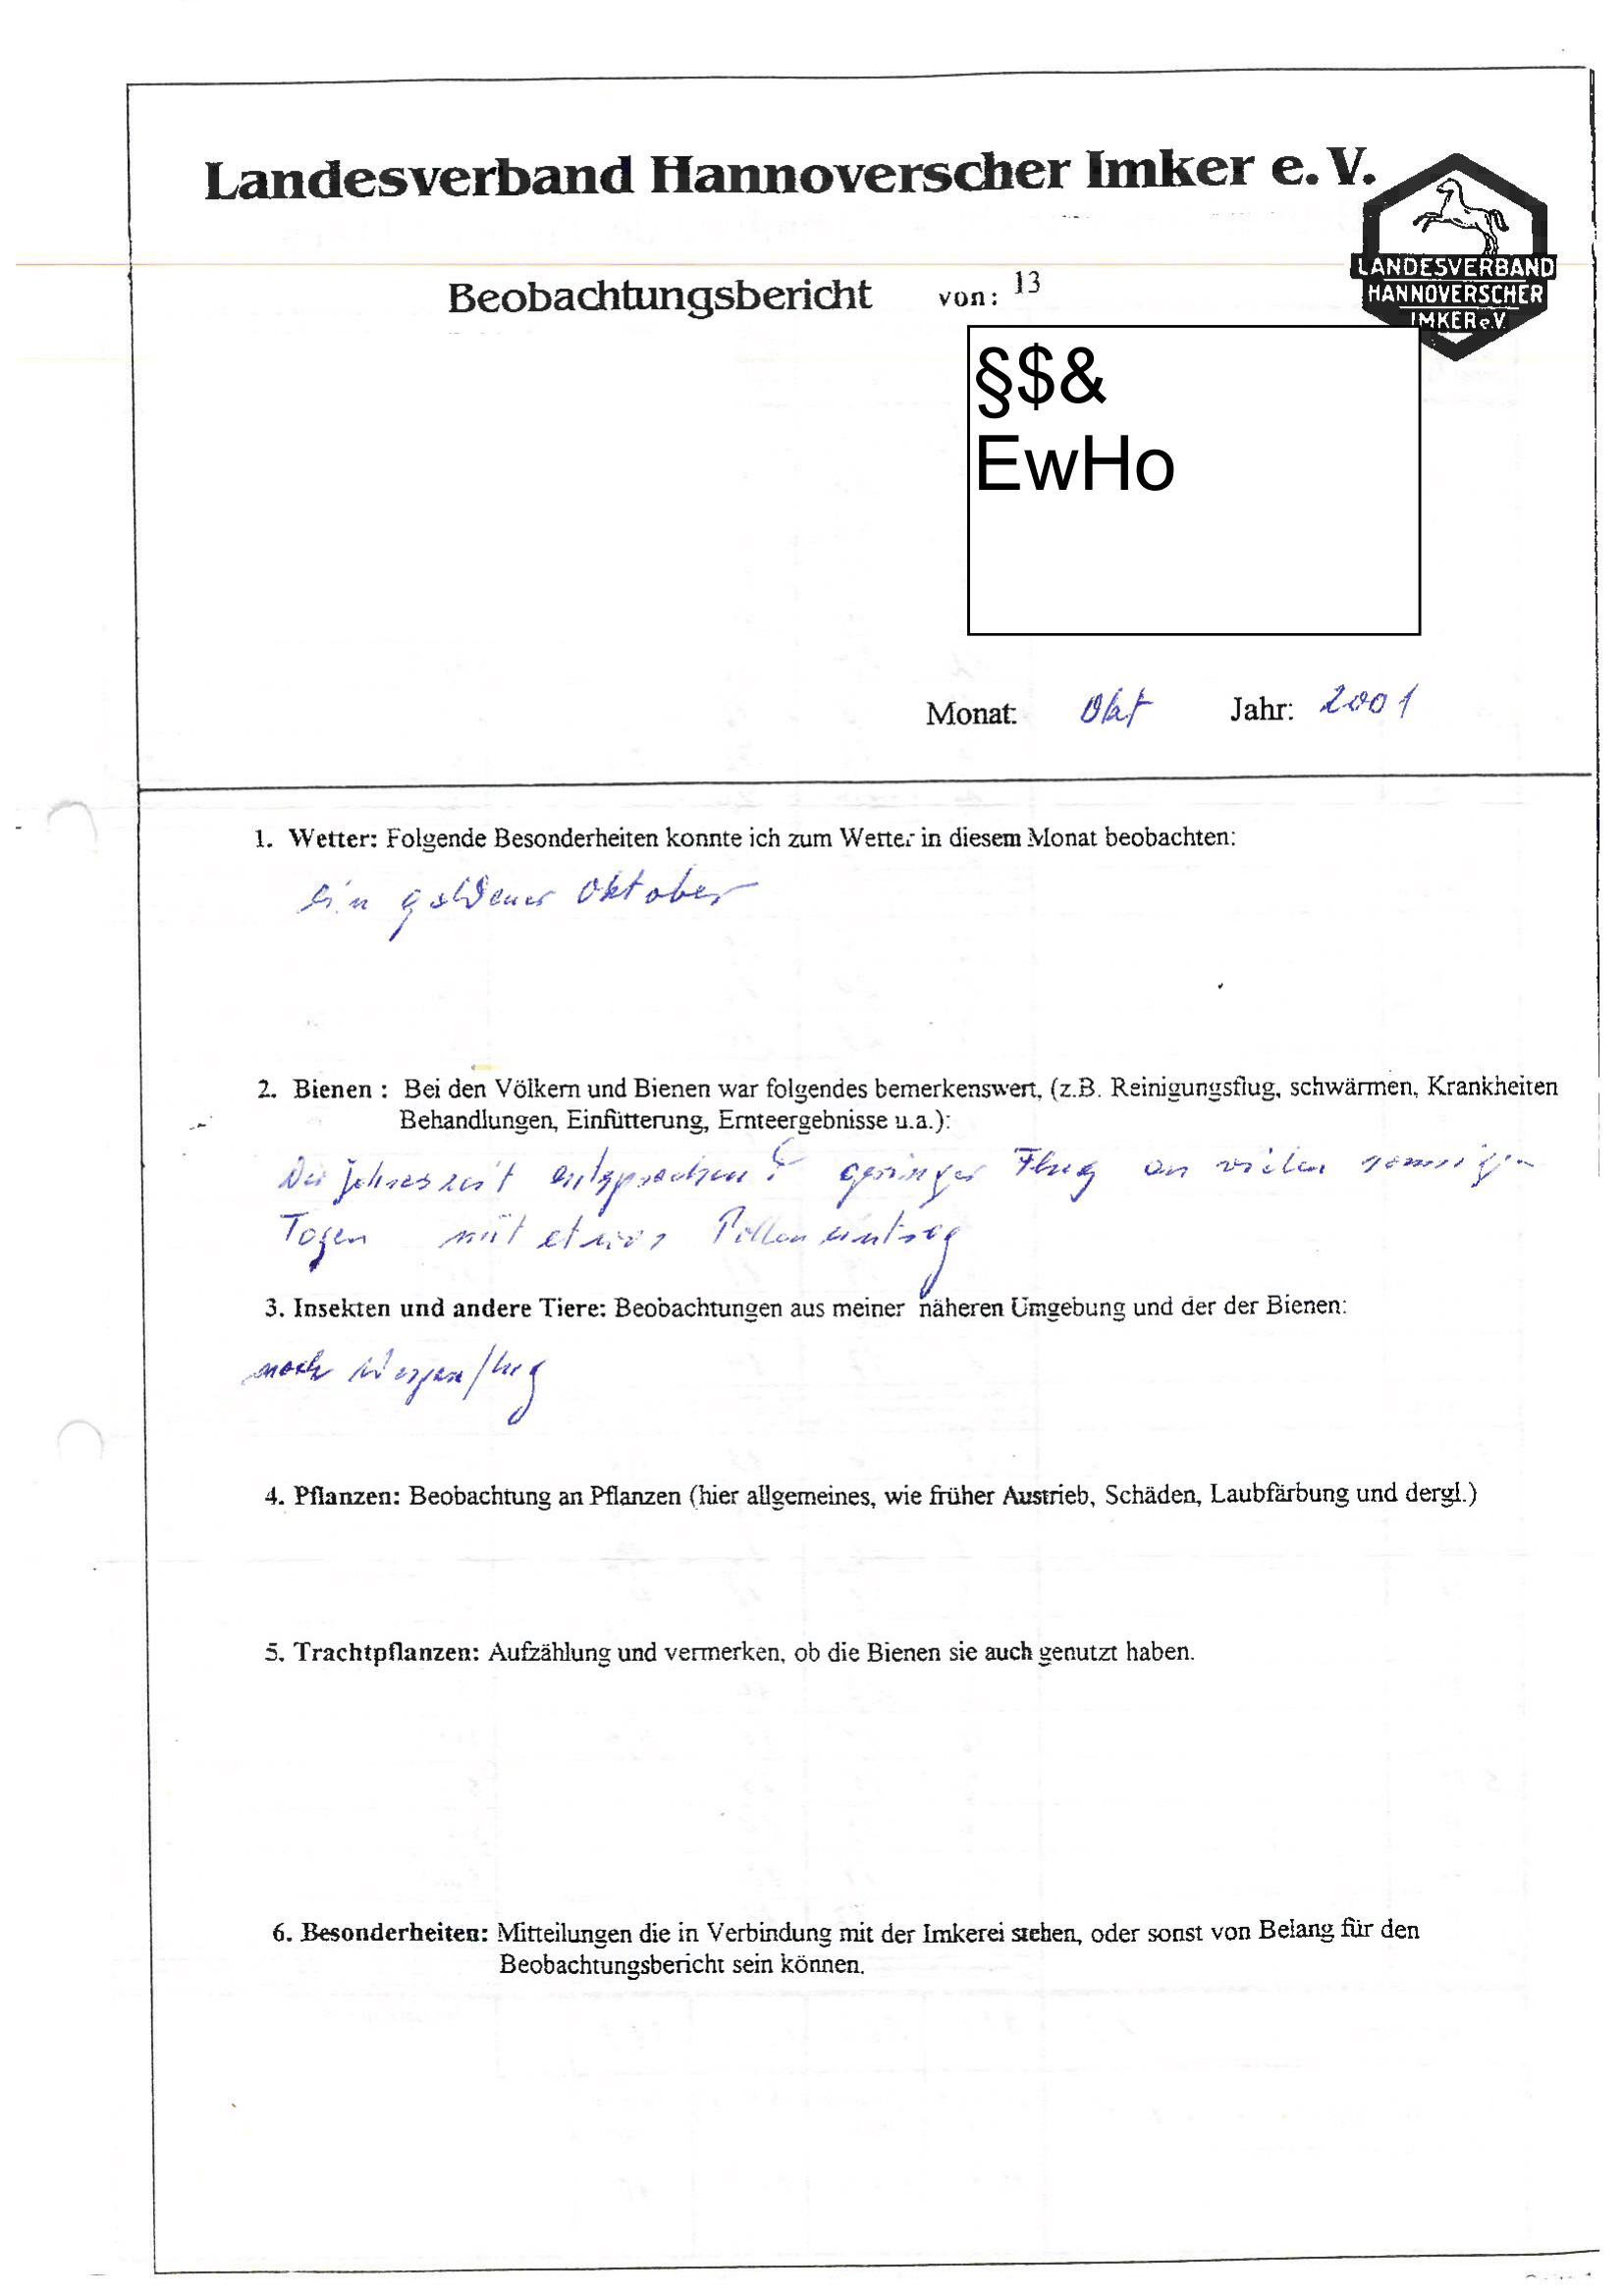 Landesverband Hannoverscher Imker e. V.
LANDESVERBAND
HANNOVERSCHER
IMKER e.V.
Beobachtungsbericht von: 13
§$&
EwHo
Monat: Okt Jahr: 2001
1. Wetter: Folgende Besonderheiten konnte ich zum Wetter in diesem Monat beobachten:
ein goldener Oktober
2. Bienen : Bei den Völkern und Bienen war folgendes bemerkenswert, (z.B. Reinigungsflug, schwärmen, Krankheiten
Behandlungen, Einfütterung, Ernteergebnisse u.a.):
Der Jahreszeit entsprechend geringer Flug an vielen sonnigen
Tagen mit etwas Polleneintrag
3. Insekten und andere Tiere: Beobachtungen aus meiner näheren Umgebung und der der Bienen:
noch Wespenflug
4. Pflanzen: Beobachtung an Pflanzen (hier allgemeines, wie früher Austrieb, Schäden, Laubfärbung und dergl.)
5. Trachtpflanzen: Aufzählung und vermerken, ob die Bienen sie auch genutzt haben.
6. Besonderheiten: Mitteilungen die in Verbindung mit der Imkerei stehen, oder sonst von Belang für den
Beobachtungsbericht sein können.